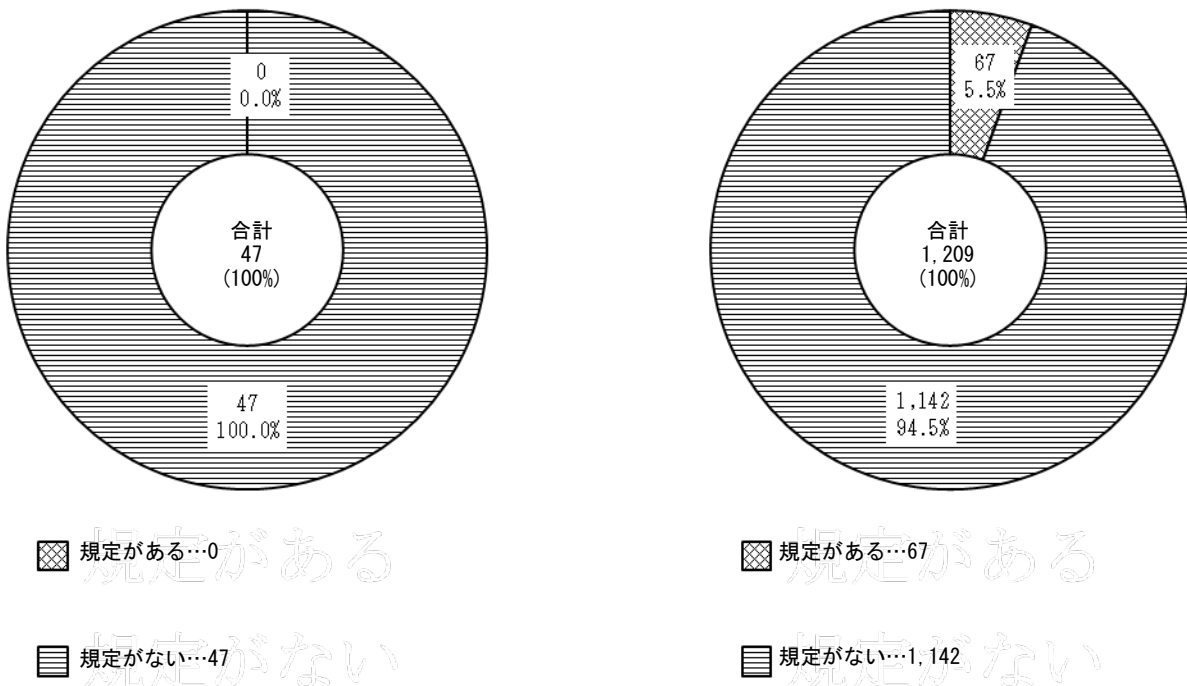 0
0.0%
合計
47
(100%)
47
100.0%
規定がある…0
規定がある
規定がない…47
規定がない
67
5.5%
合計
1,209
(100%)
1,142
94.5%
規定がある…67
規定がある
規定がない…1,142
規定がない